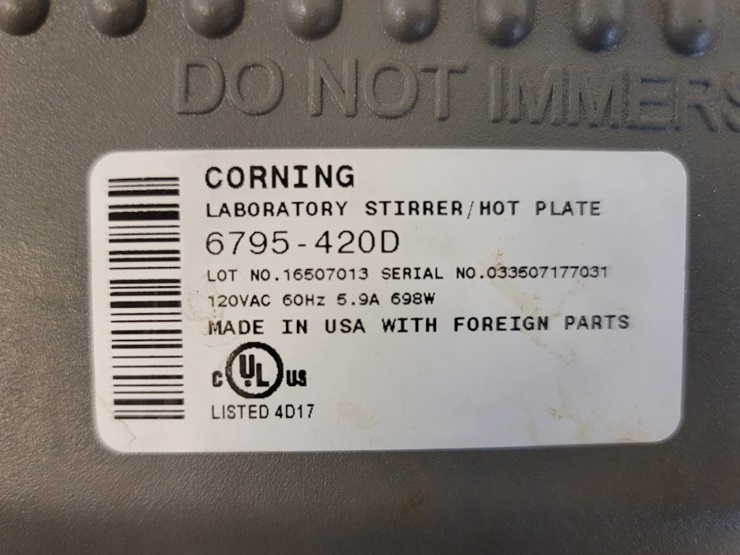 DO NOT IMMERS
CORNING
LABORATORY STIRRER/HOT PLATE
6795-420D
LOT NO.16507013 SERIAL NO.033507177031
120VAC 60Hz 5.9A 698W
MADE IN USA WITH FOREIGN PARTS
C UL US
LISTED 4D17